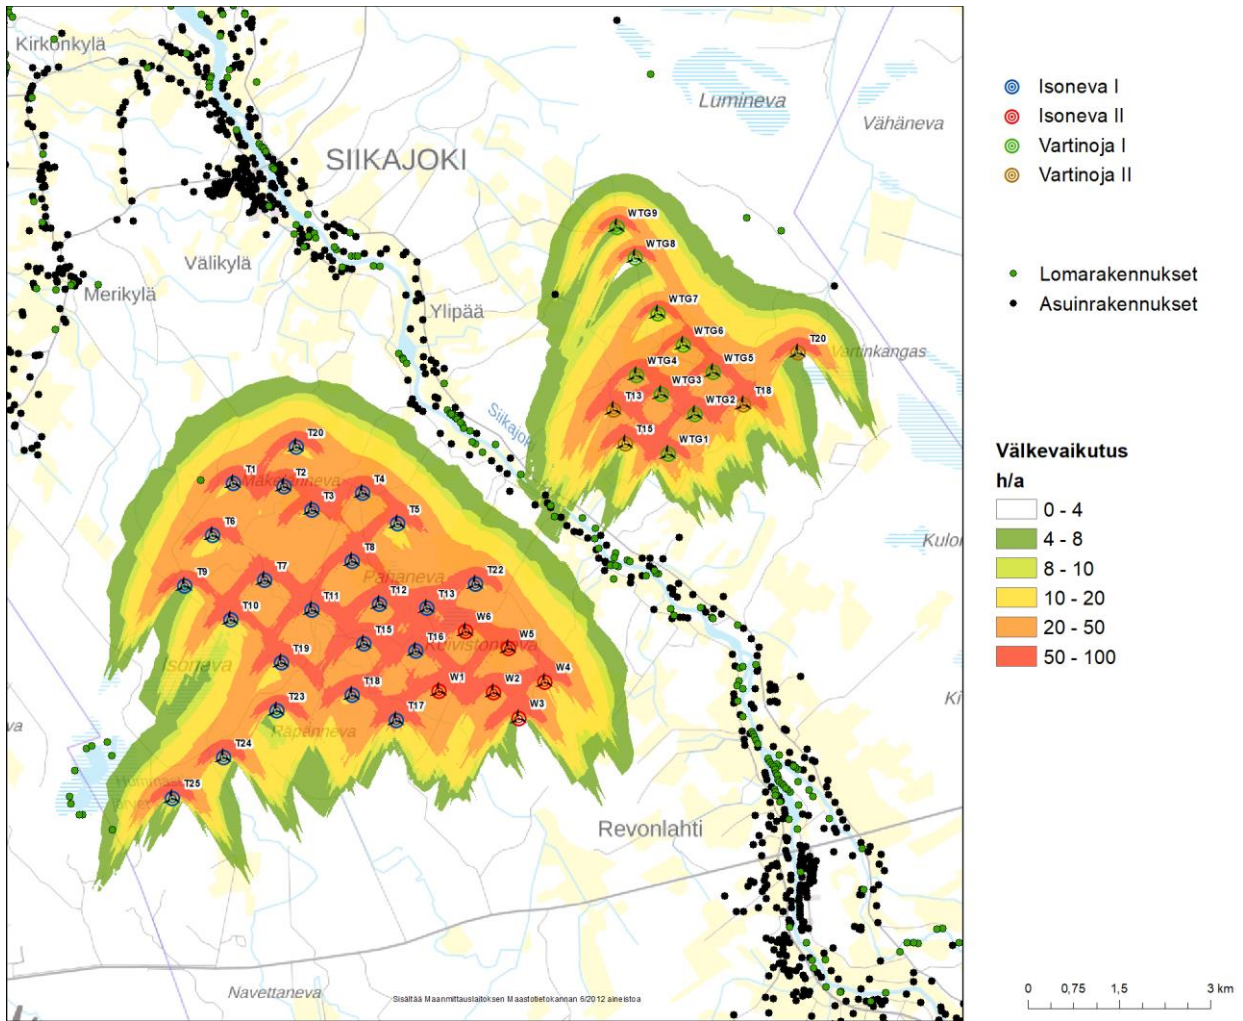 Kirkonkylä
Lumineva
Vähäneva
SIIKAJOKI
Välikylä
Merikylä
Ylipää
WTG9
WTG8
WTG7
WTG6
T20
Vartinkangas
WTG5
WTG4
WTG3
T18
T13
WTG2
T15
WTG1
Siikajoki
T20
T1
T2
T4
T3
T5
T6
T8
Pahaneva
T7
T9
T22
T12
T13
T10
T11
W6
T15
T16
W5
Isoneva
T19
W4
W1
W2
T18
T23
W3
T17
Räpänneva
T24
T25
Revonlahti
va
Ki
Navettaneva
Sisältää Maanmittauslaitoksen Maastotietokannan 6/2012 aineistoa
Isoneva I
Isoneva II
Vartinoja I
Vartinoja II
Lomarakennukset
Asuinrakennukset
Välkevaikutus
h/a
0 - 4
4 - 8
8 - 10
10 - 20
20 - 50
50 - 100
0 0,75 1,5 3 km